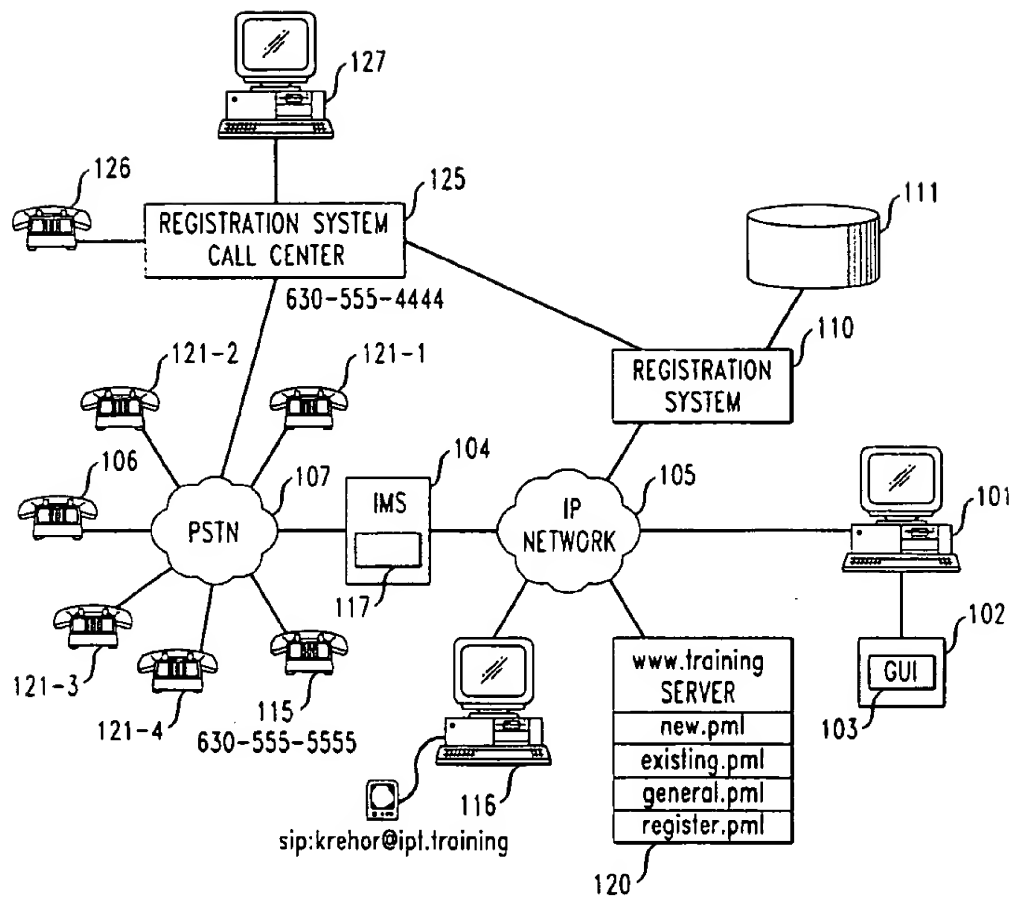 127
126
125
REGISTRATION SYSTEM
CALL CENTER
111
630-555-4444
110
121-2
121-1
REGISTRATION
SYSTEM
106
107
104
105
101
PSTN
IMS
IP
NETWORK
117
102
www.training
SERVER
GUI
121-3
new.pml
103
121-4
115
630-555-5555
existing.pml
116
general.pml
register.pml
sip:krehor@ipt.training
120